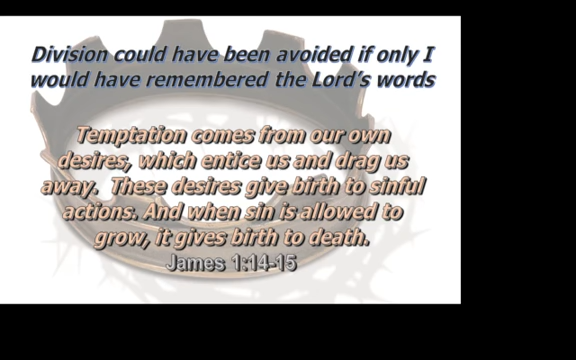 Division could have been avoided if only I
would have remembered the Lord's words
Temptation comes from our own
desires, which entice us and drag us
away. These desires give birth to sinful
actions. And when sin is allowed to
grow, it gives birth to death.
James 1:14-15